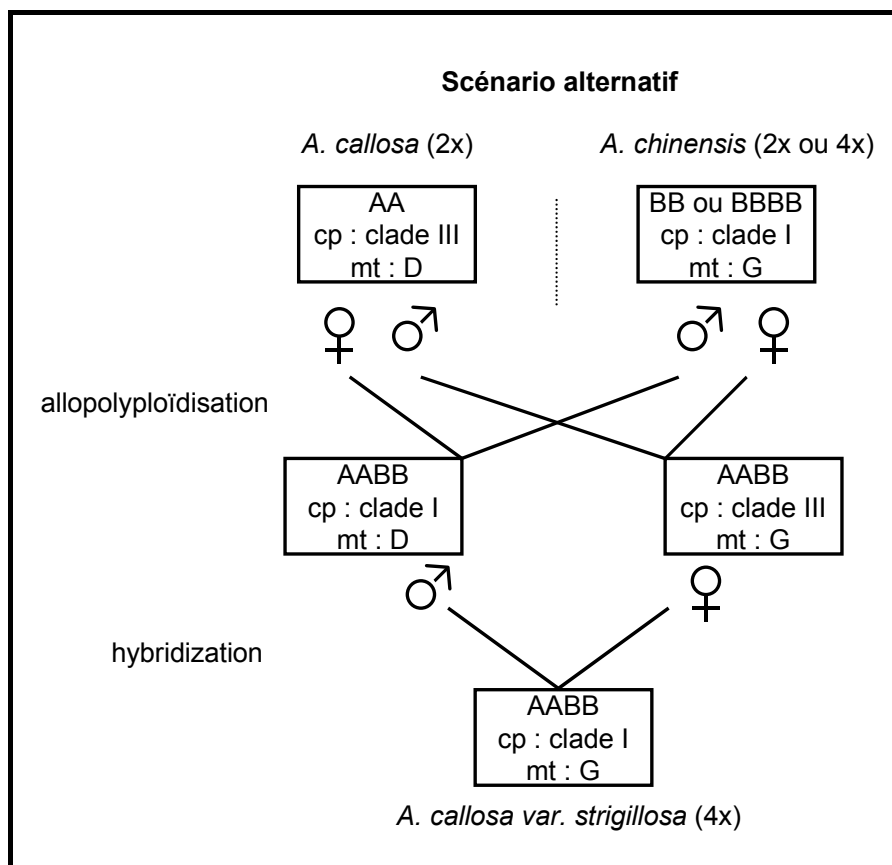 Scénario alternatif
A. callosa (2x) A. chinensis (2x ou 4x)
AA
cp : clade III
mt : D
BB ou BBBB
cp : clade I
mt : G
♀ ♂ ♂ ♀
allopolyploïdisation
AABB
cp : clade I
mt : D
AABB
cp : clade III
mt : G
♂ ♀
hybridization
AABB
cp : clade I
mt : G
A. callosa var. strigillosa (4x)